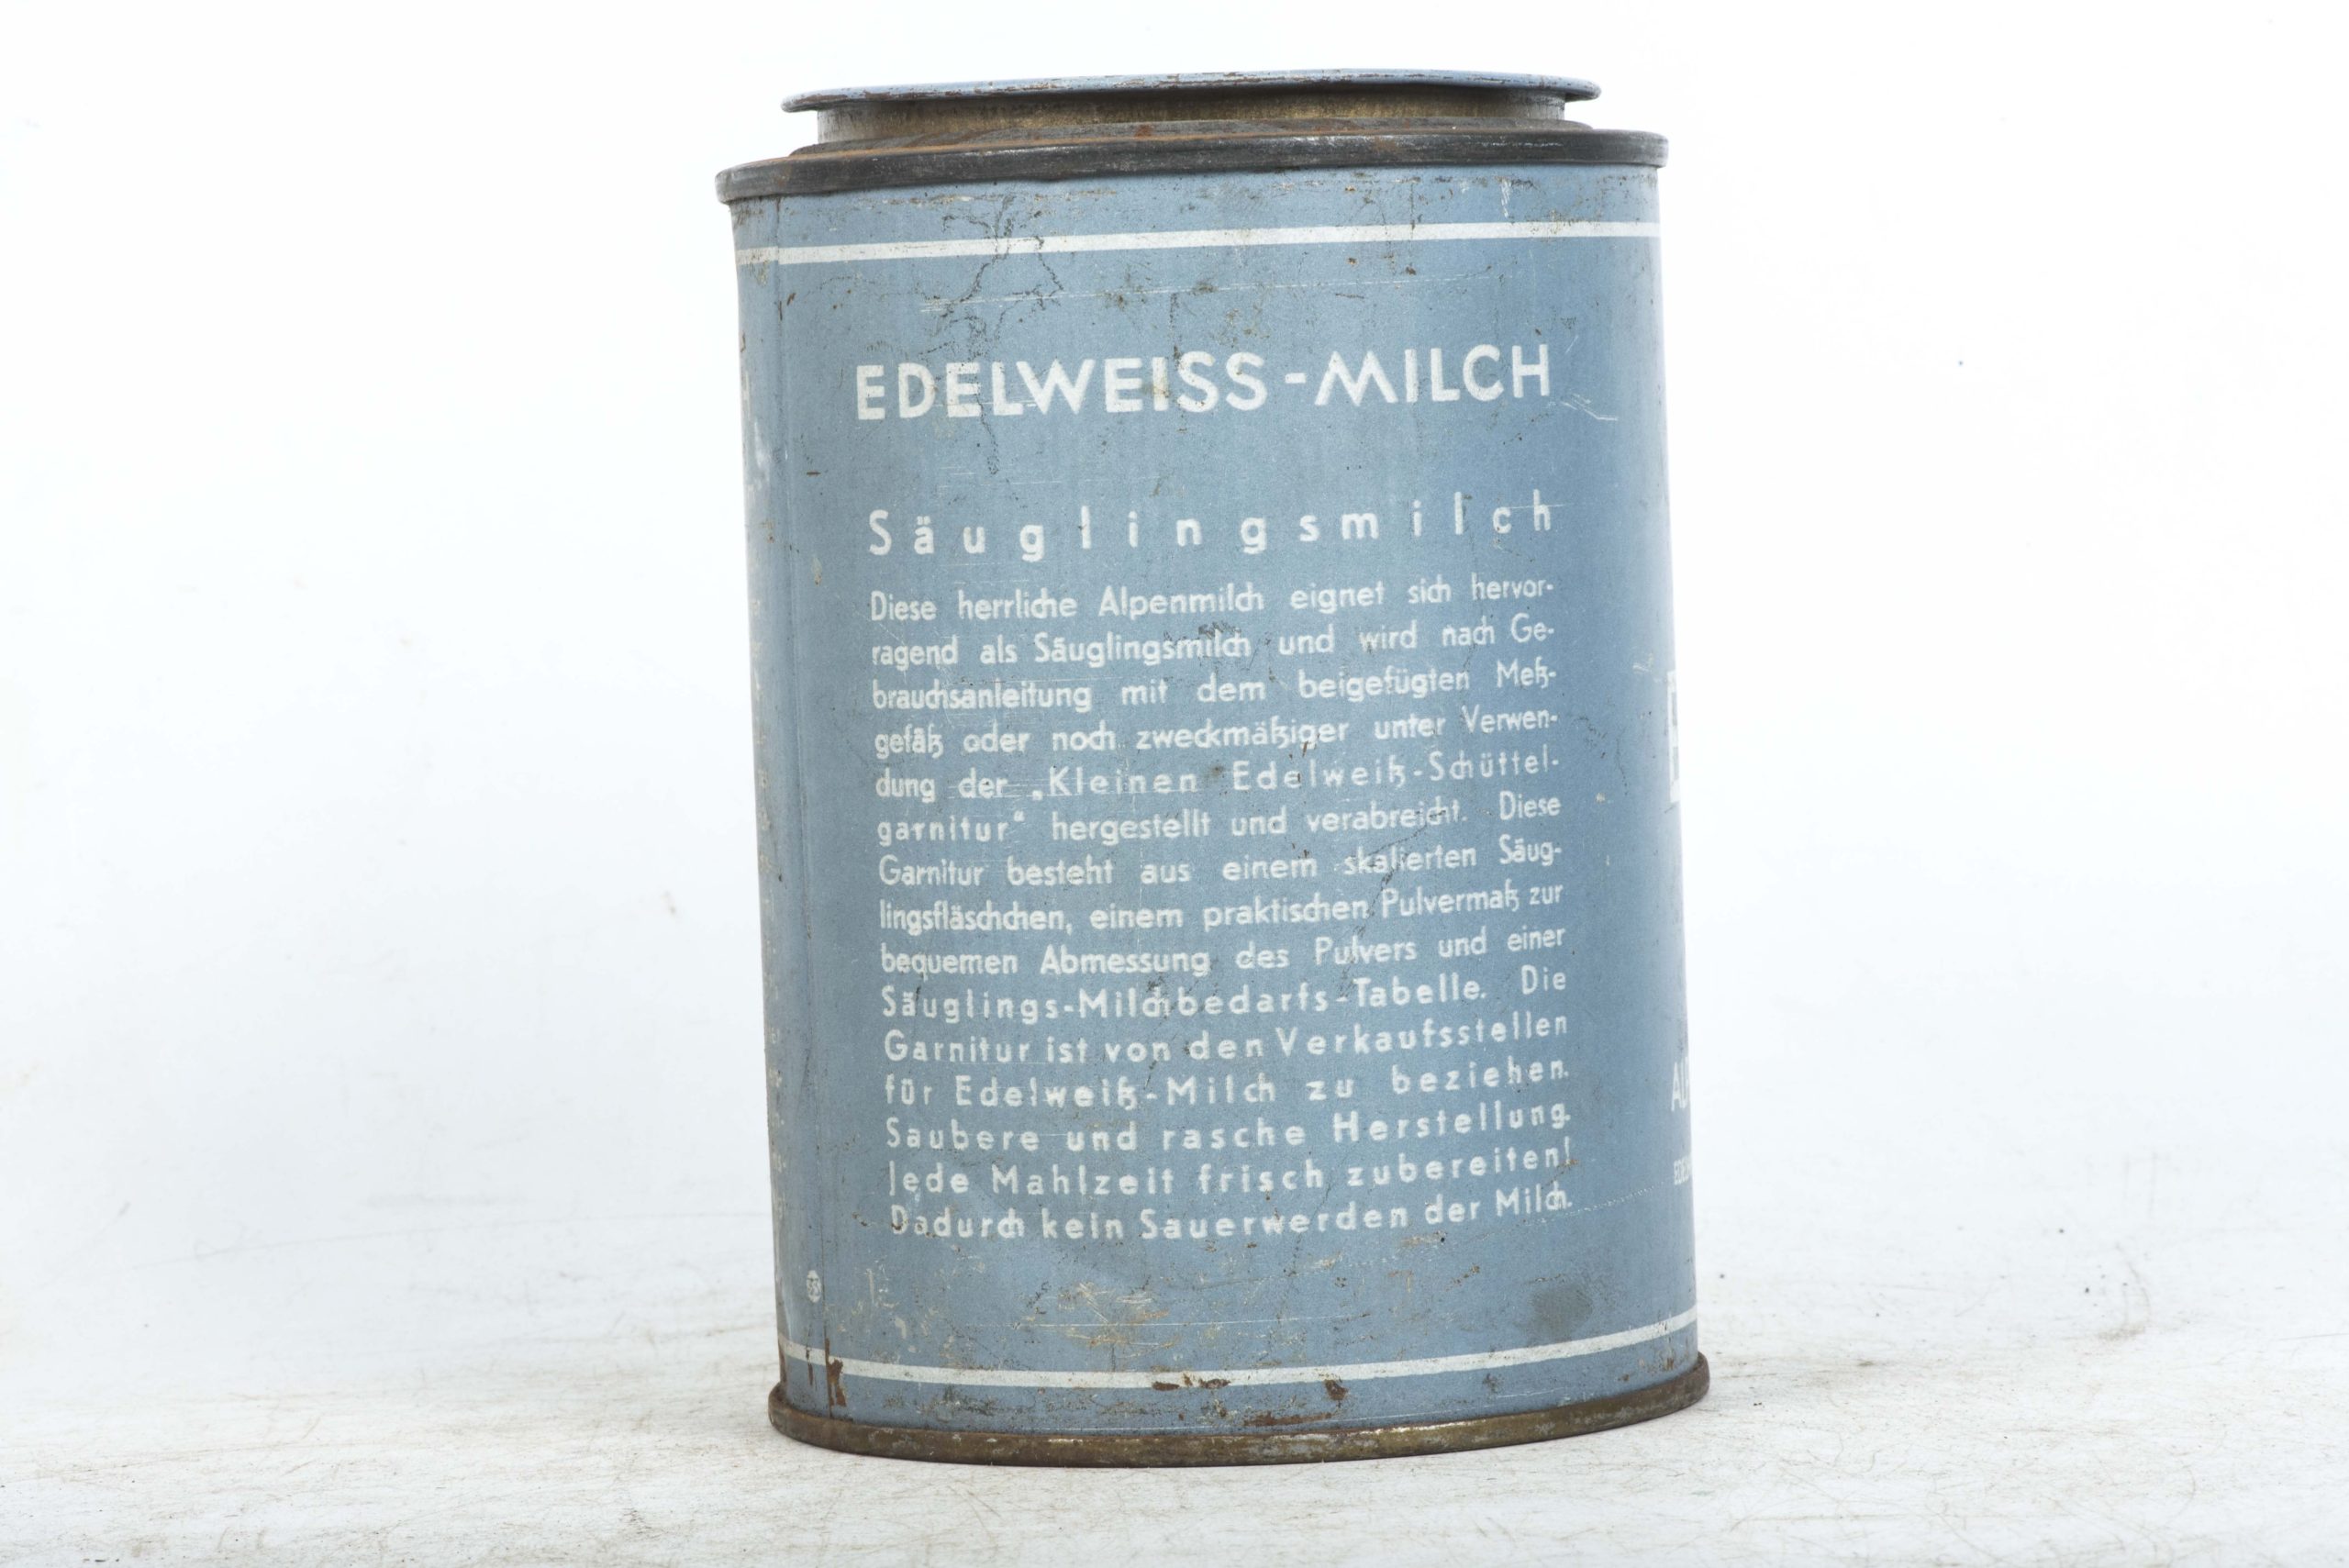 EDELWEISS-MILCH
Säuglingsmilch
Diese herrliche Alpenmilch eignet sich hervor-
ragend als Säuglingsmilch und wird nach Ge-
brauchsanleitung mit dem beigefügten Meß-
gefäß oder noch zweckmäßiger unter Verwen-
dung der „Kleinen Edelweiß-Schüttel-
garnitur“ hergestellt und verabreicht. Diese
Garnitur besteht aus einem skalierten Säug-
lingsfläschchen, einem praktischen Pulvermaß zur
bequemen Abmessung des Pulvers und einer
Säuglings-Milchbedarfs-Tabelle. Die
Garnitur ist von den Verkaufsstellen
für Edelweiß-Milch zu beziehen.
Saubere und rasche Herstellung.
Jede Mahlzeit frisch zubereiten!
Dadurch kein Sauerwerden der Milch.